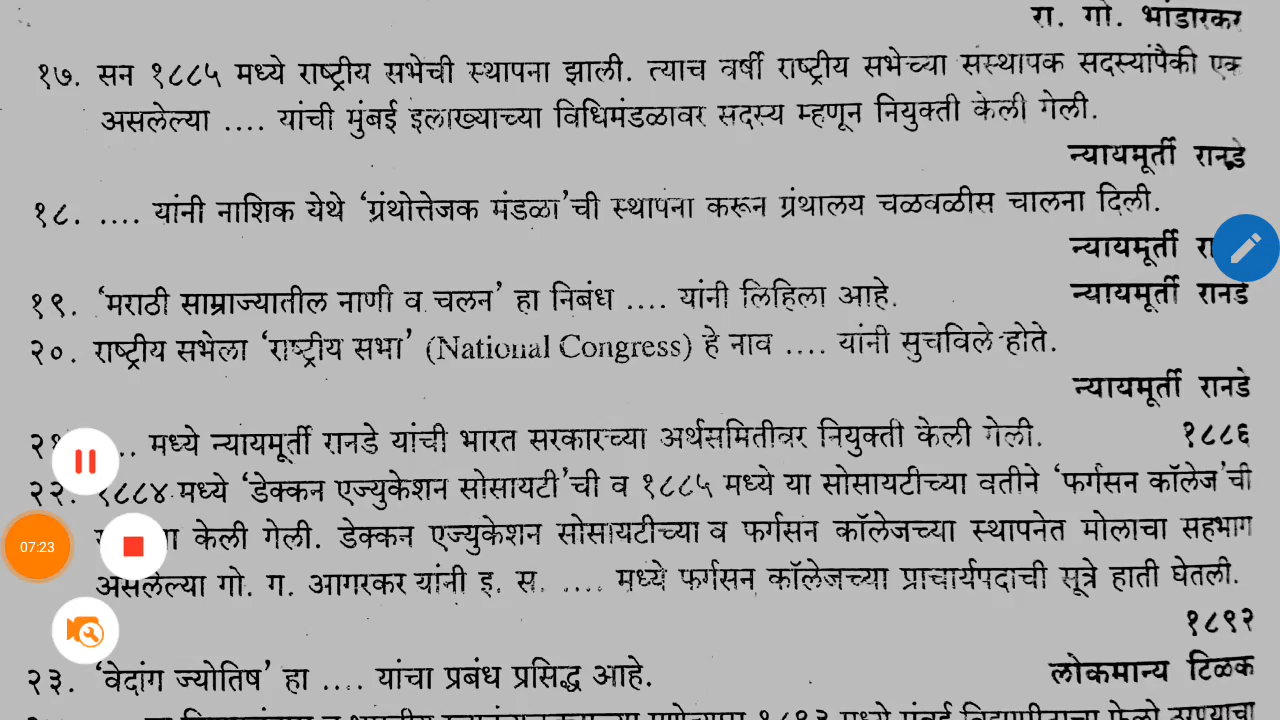 रा. गो. भांडारकर
१७. सन १८८५ मध्ये राष्ट्रीय सभेची स्थापना झाली. त्याच वर्षी राष्ट्रीय सभेच्या संस्थापक सदस्यांपैकी एक
असलेल्या .... यांची मुंबई इलाख्याच्या विधिमंडळावर सदस्य म्हणून नियुक्ती केली गेली.
न्यायमूर्ती रानडे
१८. .... यांनी नाशिक येथे ‘ग्रंथोत्तेजक मंडळा’ची स्थापना करून ग्रंथालय चळवळीस चालना दिली.
न्यायमूर्ती
१९. ‘मराठी साम्राज्यातील नाणी व चलन’ हा निबंध .... यांनी लिहिला आहे. न्यायमूर्ती रानडे
२०. राष्ट्रीय सभेला ‘राष्ट्रीय सभा’ (National Congress) हे नाव .... यांनी सुचविले होते.
न्यायमूर्ती रानडे
.. मध्ये न्यायमूर्ती रानडे यांची भारत सरकारच्या अर्थसमितीवर नियुक्ती केली गेली. १८८६
२२. १८८४ मध्ये ‘डेक्कन एज्युकेशन सोसायटी’ची व १८८५ मध्ये या सोसायटीच्या वतीने ‘फर्गसन कॉलेज’ची
केली गेली. डेक्कन एज्युकेशन सोसायटीच्या व फर्गसन कॉलेजच्या स्थापनेत मोलाचा सहभाग
07:23
असलेल्या गो. ग. आगरकर यांनी इ. स. .... मध्ये फर्गसन कॉलेजच्या प्राचार्यपदाची सूत्रे हाती घेतली.
१८९२
२३. ‘वेदांग ज्योतिष’ हा .... यांचा प्रबंध प्रसिद्ध आहे. लोकमान्य टिळक